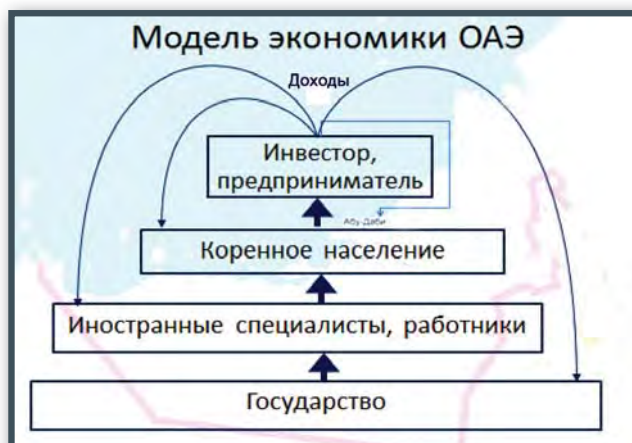 Модель экономики ОАЭ
Доходы
Инвестор,
предприниматель
Абу-Даби
Коренное население
Иностранные специалисты, работники
Государство